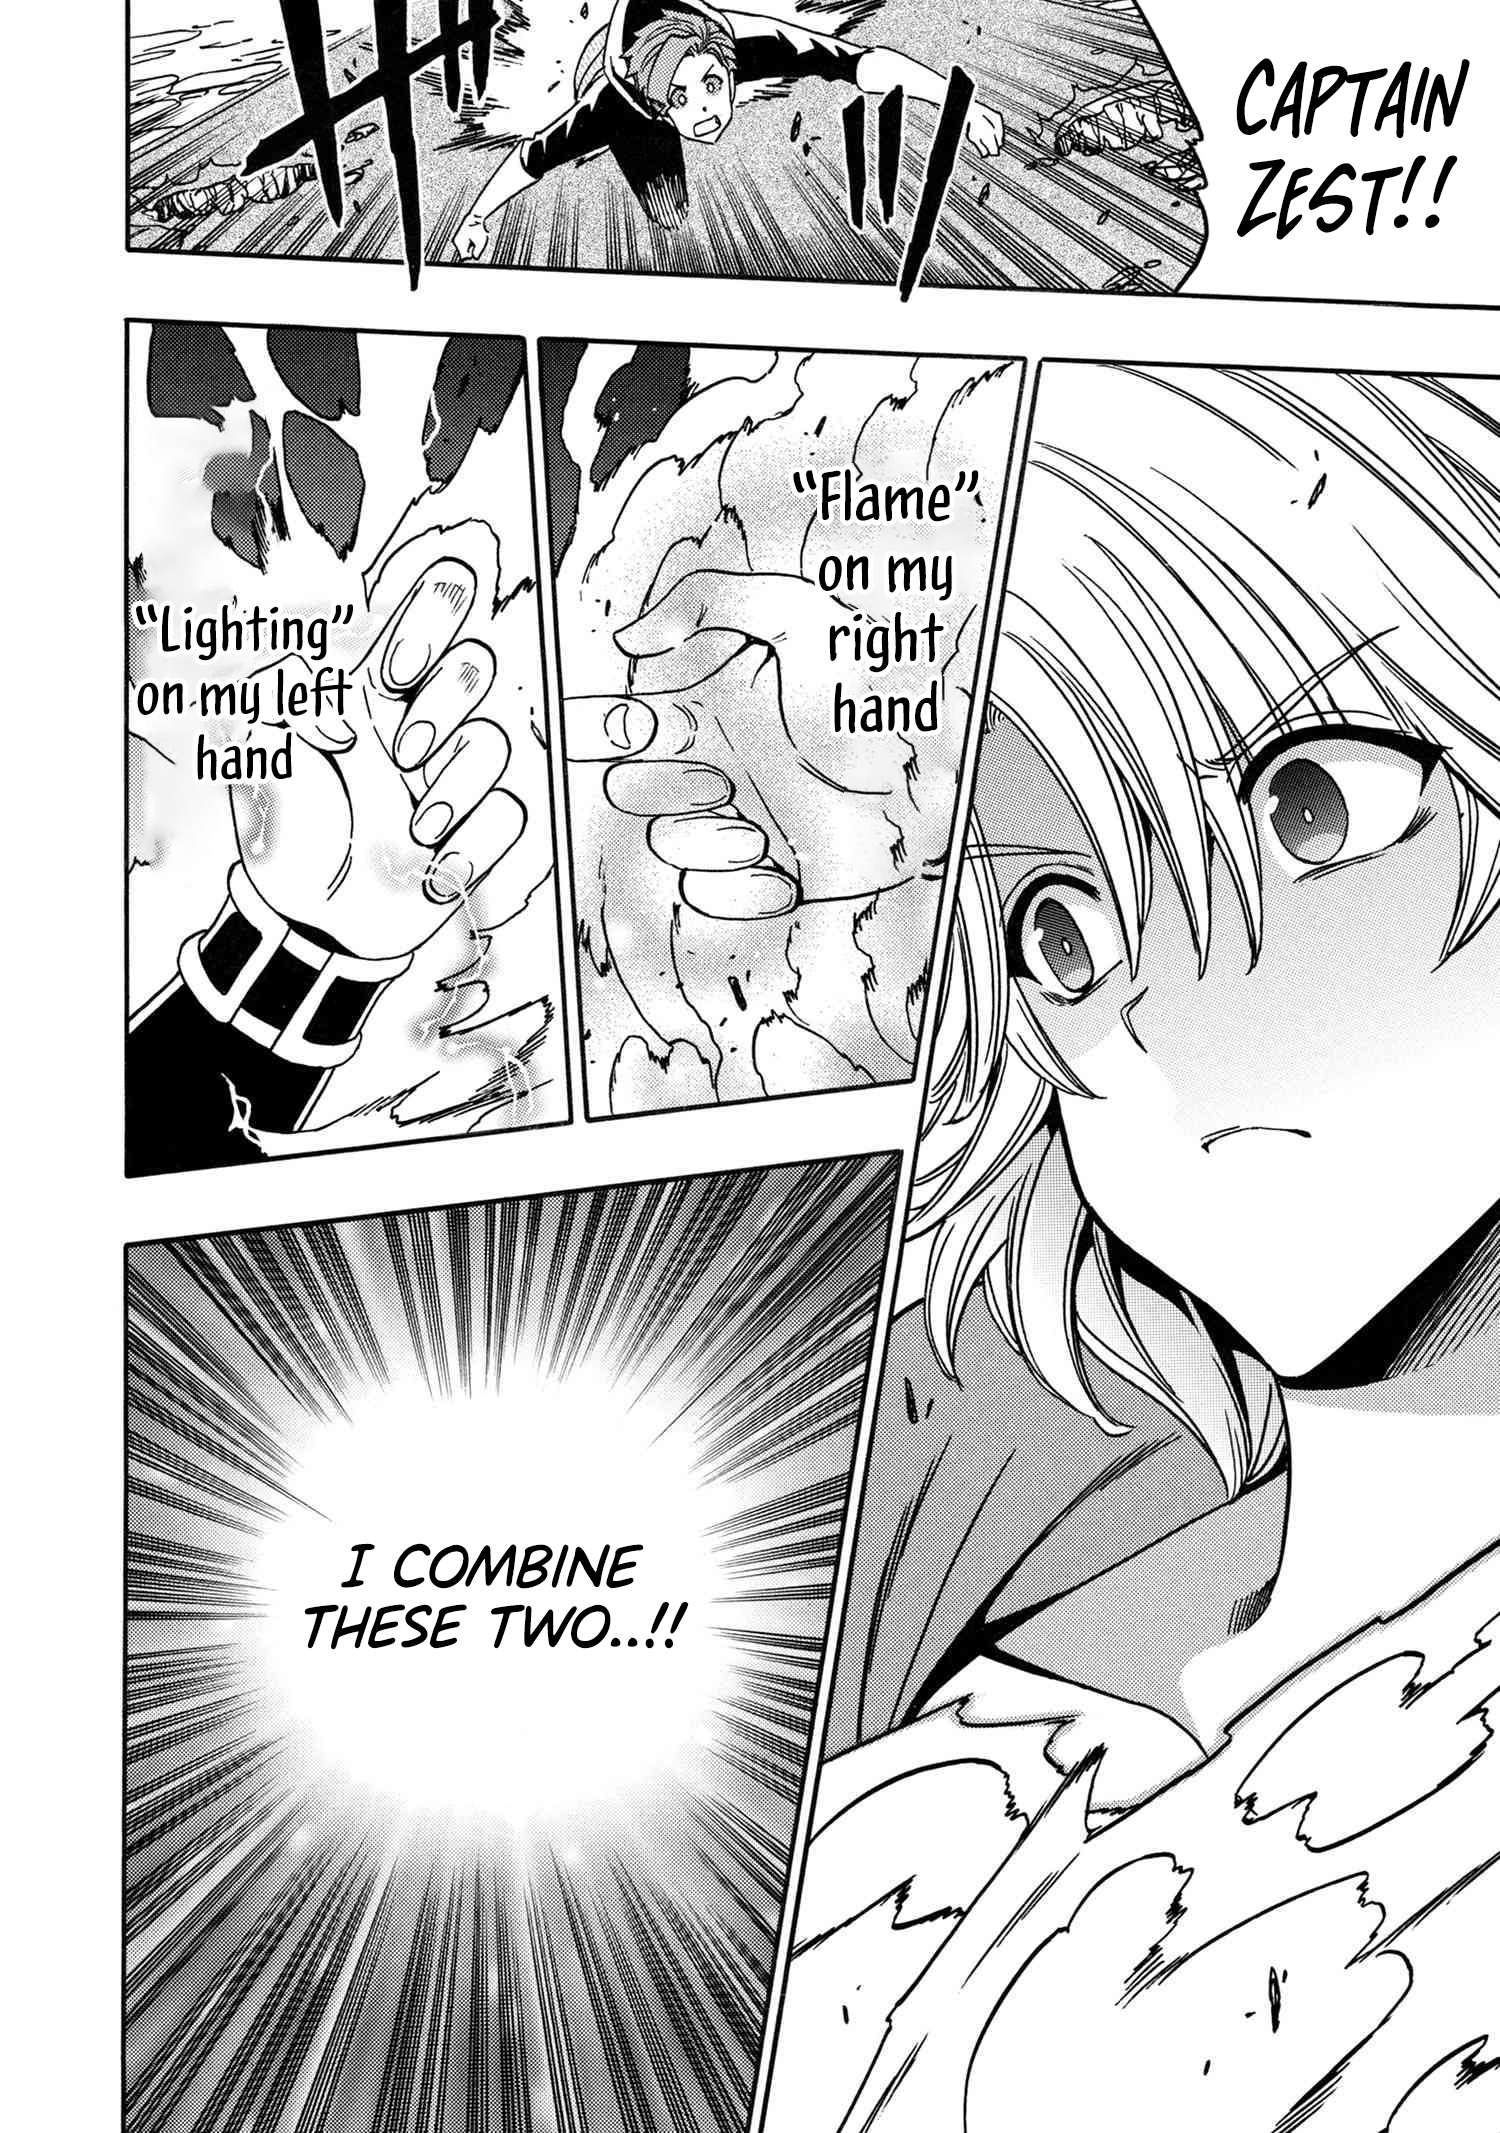 CAPTAIN
ZEST!!
“Flame”
on my
right
hand
“Lighting”
on my left
hand
I COMBINE
THESE TWO..!!